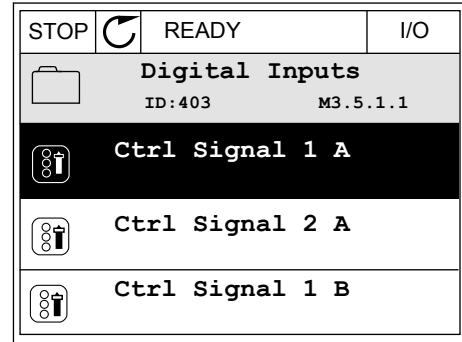 STOP READY I/O
Digital Inputs
ID:403 M3.5.1.1
Ctrl Signal 1 A
Ctrl Signal 2 A
Ctrl Signal 1 B